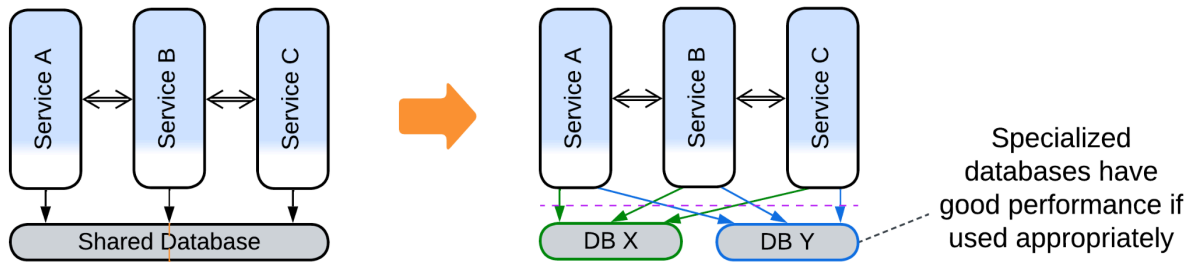 Service A
Service B
Service C
Shared Database
Service A
Service B
Service C
DB X
DB Y
Specialized
databases have
good performance if
used appropriately